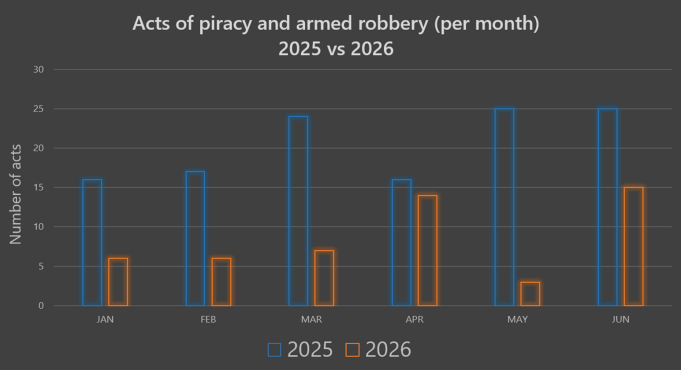 Acts of piracy and armed robbery (per month)
2025 vs 2026
Number of acts
30
25
20
15
10
5
0
JAN FEB MAR APR MAY JUN
2025 2026